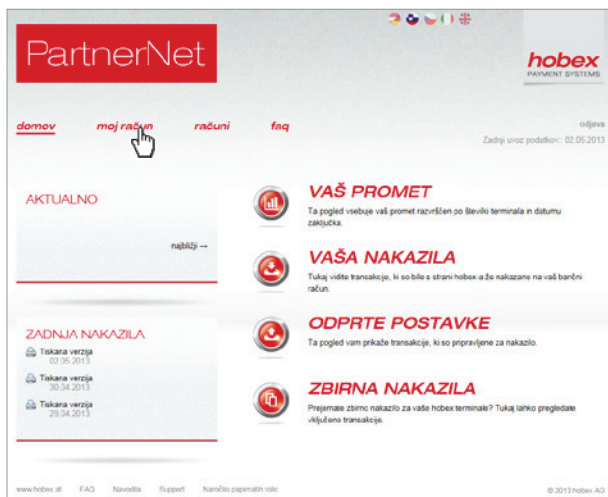 PartnerNet
hobex
PAYMENT SYSTEMS
domov moj račun računi faq
odjava
Zadnji uvoz podatkov: 02.05.2013
AKTUALNO
najbližji →
ZADNJA NAKAZILA
Tiskana verzija
02.05.2013
Tiskana verzija
30.04.2013
Tiskana verzija
29.04.2013
VAŠ PROMET
Ta pogled vsebuje vaš promet razvrščen po številki terminala in datumu
zaključka.
VAŠA NAKAZILA
Tukaj vidite transakcije, ki so bile s strani hobex-a že nakazane na vaš bančni
račun.
ODPRTE POSTAVKE
Ta pogled vam prikaže transakcije, ki so pripravljene za nakazilo.
ZBIRNA NAKAZILA
Prejemate zbirno nakazilo za vaše hobex terminale? Tukaj lahko pregledate
vključene transakcije.
www.hobex.at FAQ Navodila Support Naročilo papirnatih rolic
© 2013 hobex AG